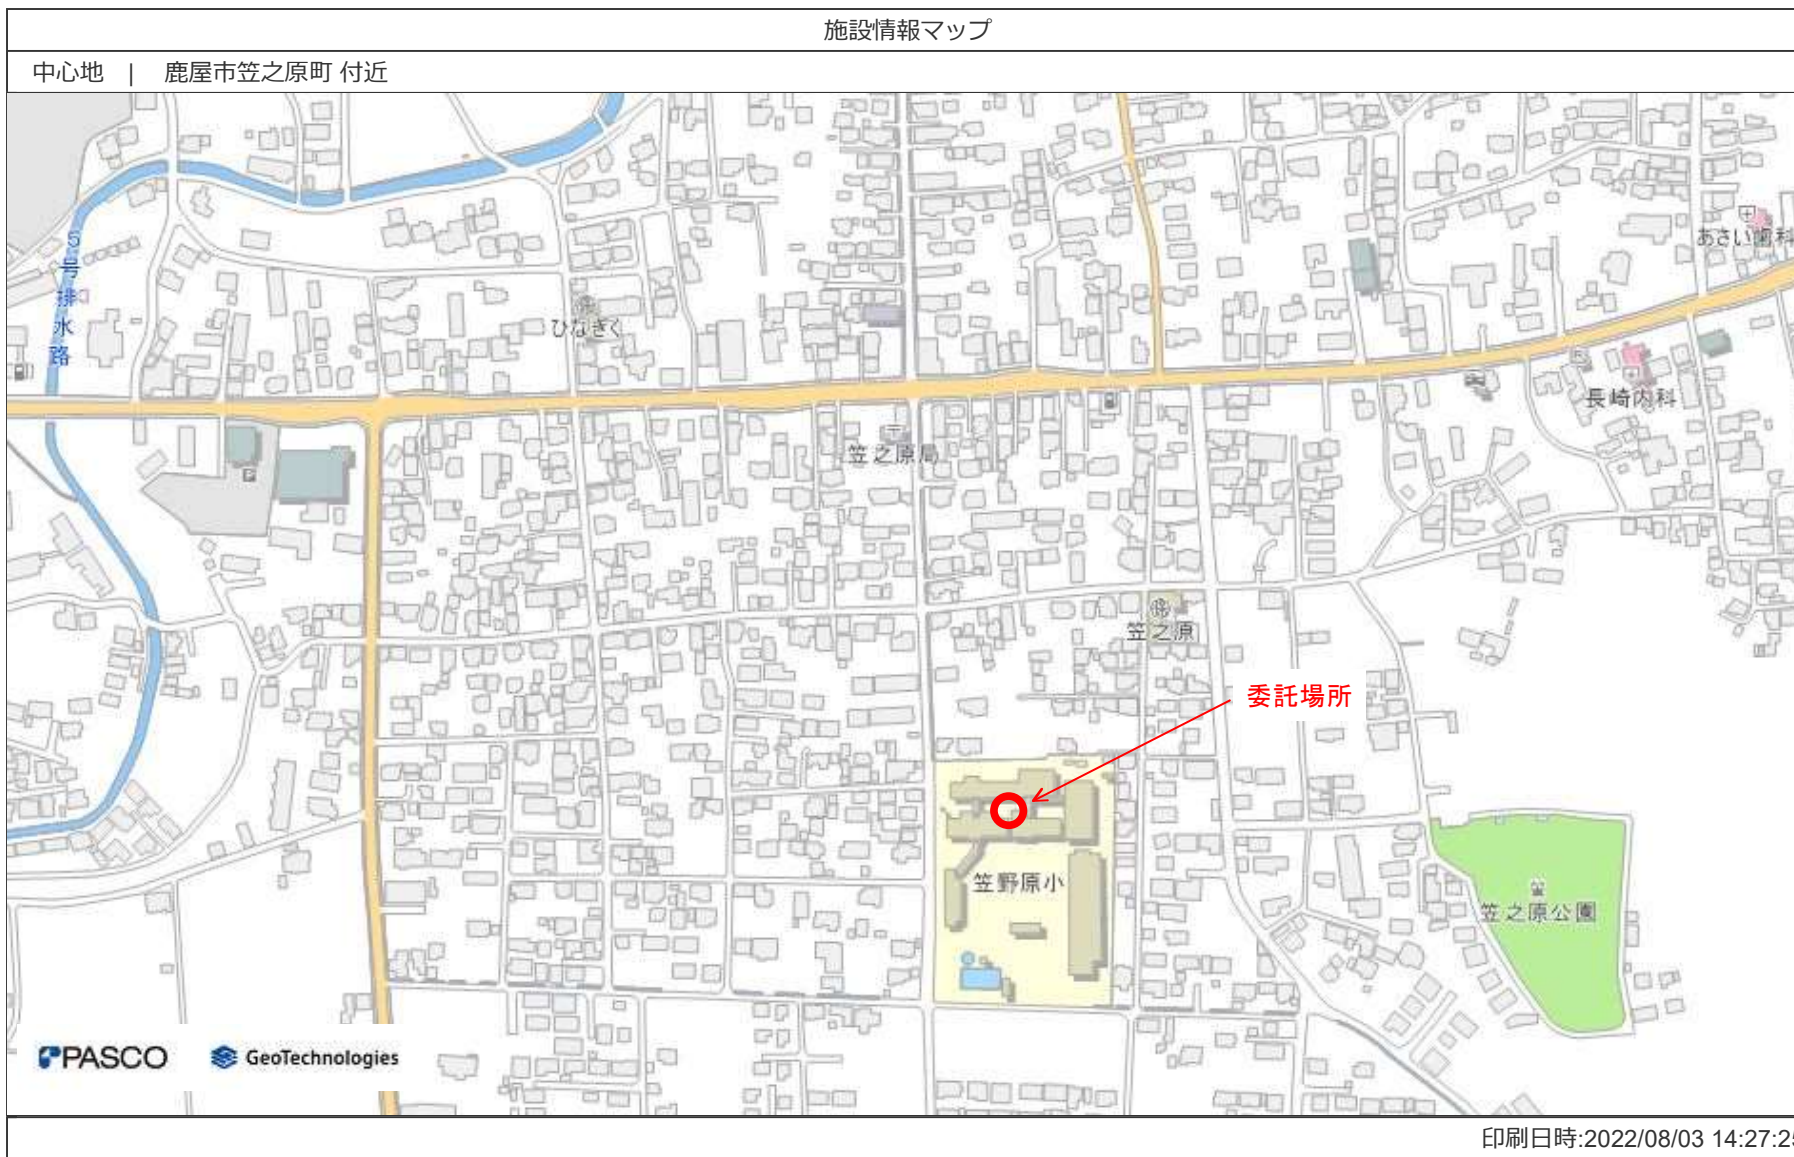 施設情報マップ
中心地 | 鹿屋市笠之原町 付近
あさい歯科
5号排水路
ひなぎく
長崎内科
笠之原局
笠之原
委託場所
笠野原小
笠之原公園
PASCO
GeoTechnologies
印刷日時:2022/08/03 14:27:25